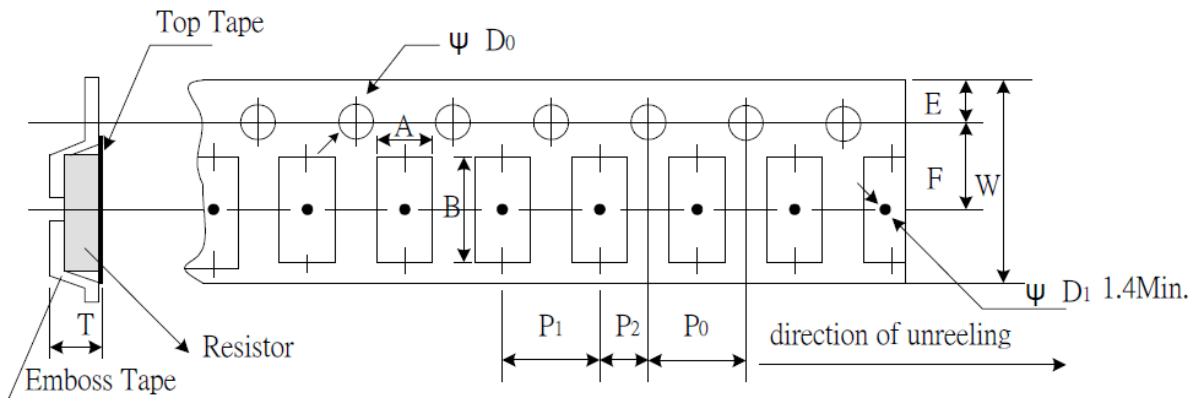 Top Tape
Ψ D0
E
A
F
W
B
Ψ D1 1.4Min.
T
P1
P2
P0
direction of unreeling
Resistor
Emboss Tape